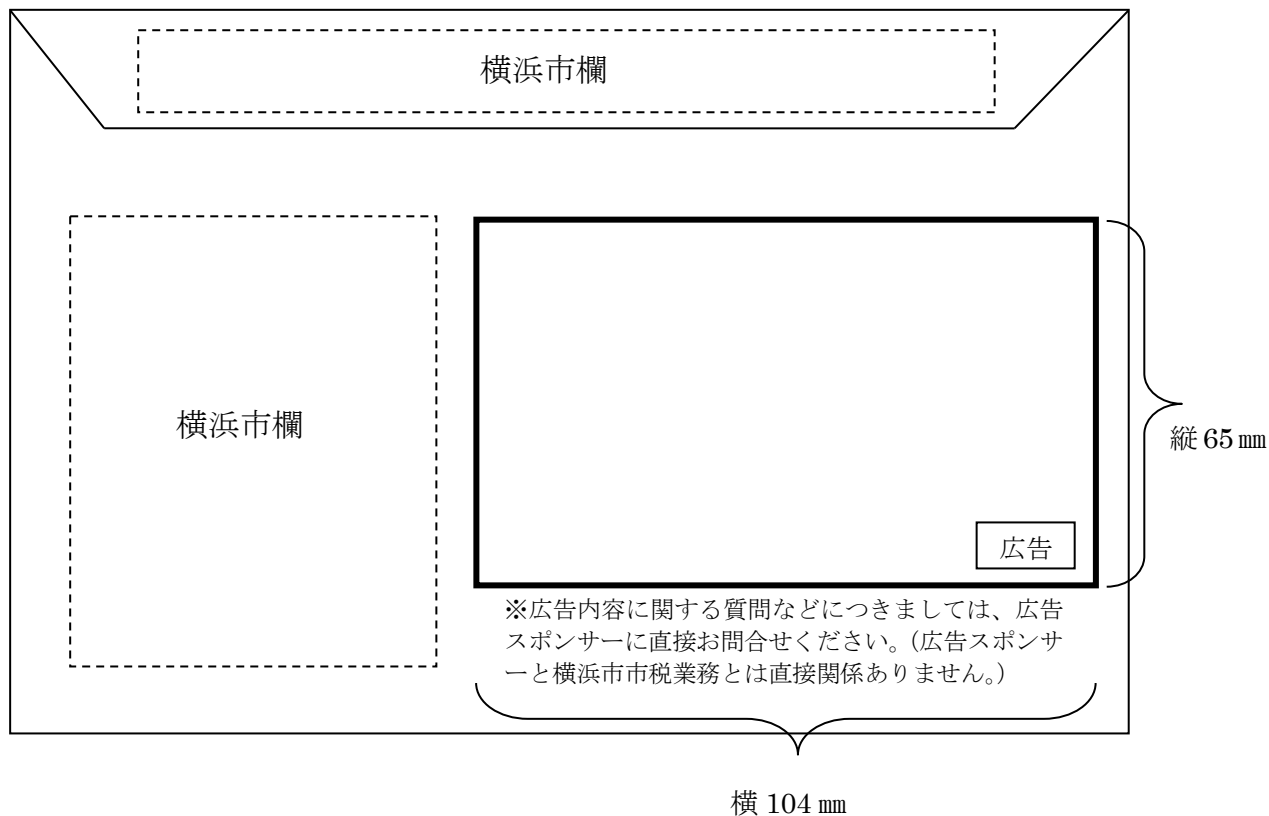 横浜市欄
横浜市欄
縦 65 ㎜
広告
※広告内容に関する質問などにつきましては、広告
スポンサーに直接お問合せください。（広告スポンサ
ーと横浜市市税業務とは直接関係ありません。）
横 104 ㎜